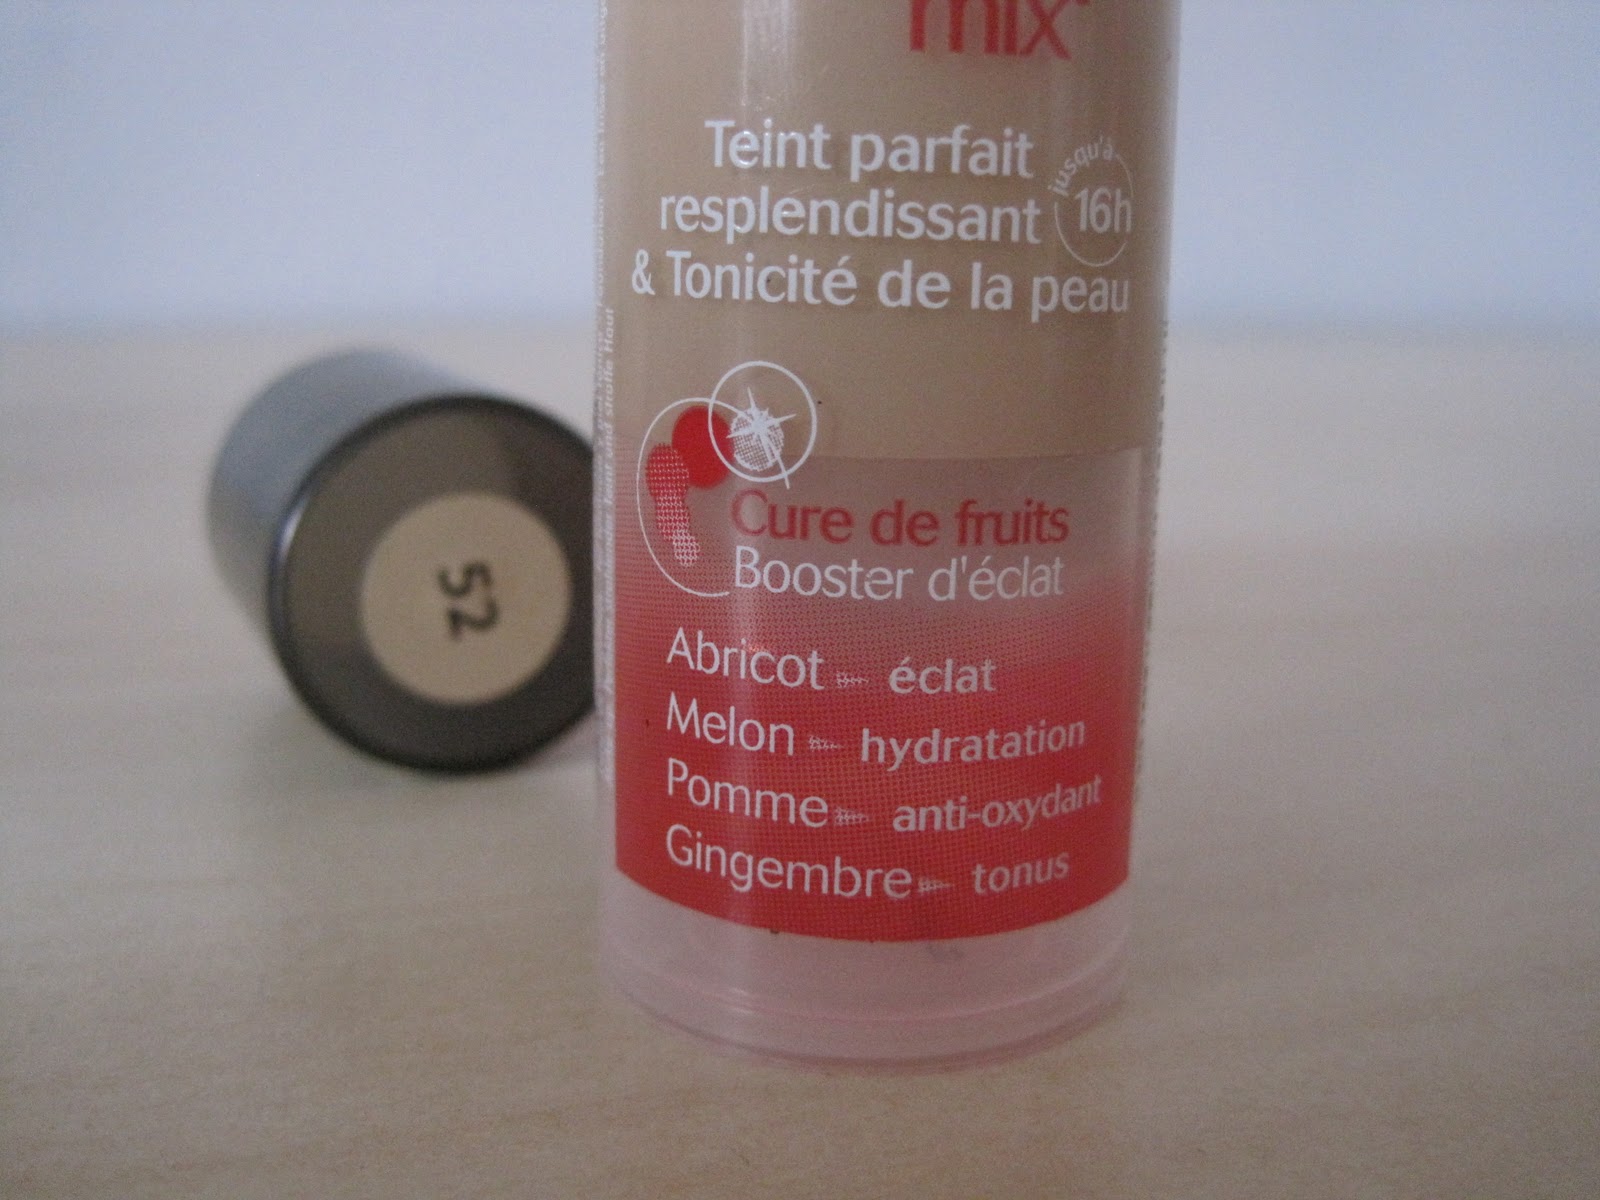 mix
Teint parfait
resplendissant
jusqu'à
16h
& Tonicité de la peau
Cure de fruits
Booster d'éclat
Abricot éclat
Melon hydratation
Pomme anti-oxydant
Gingembre tonus
52